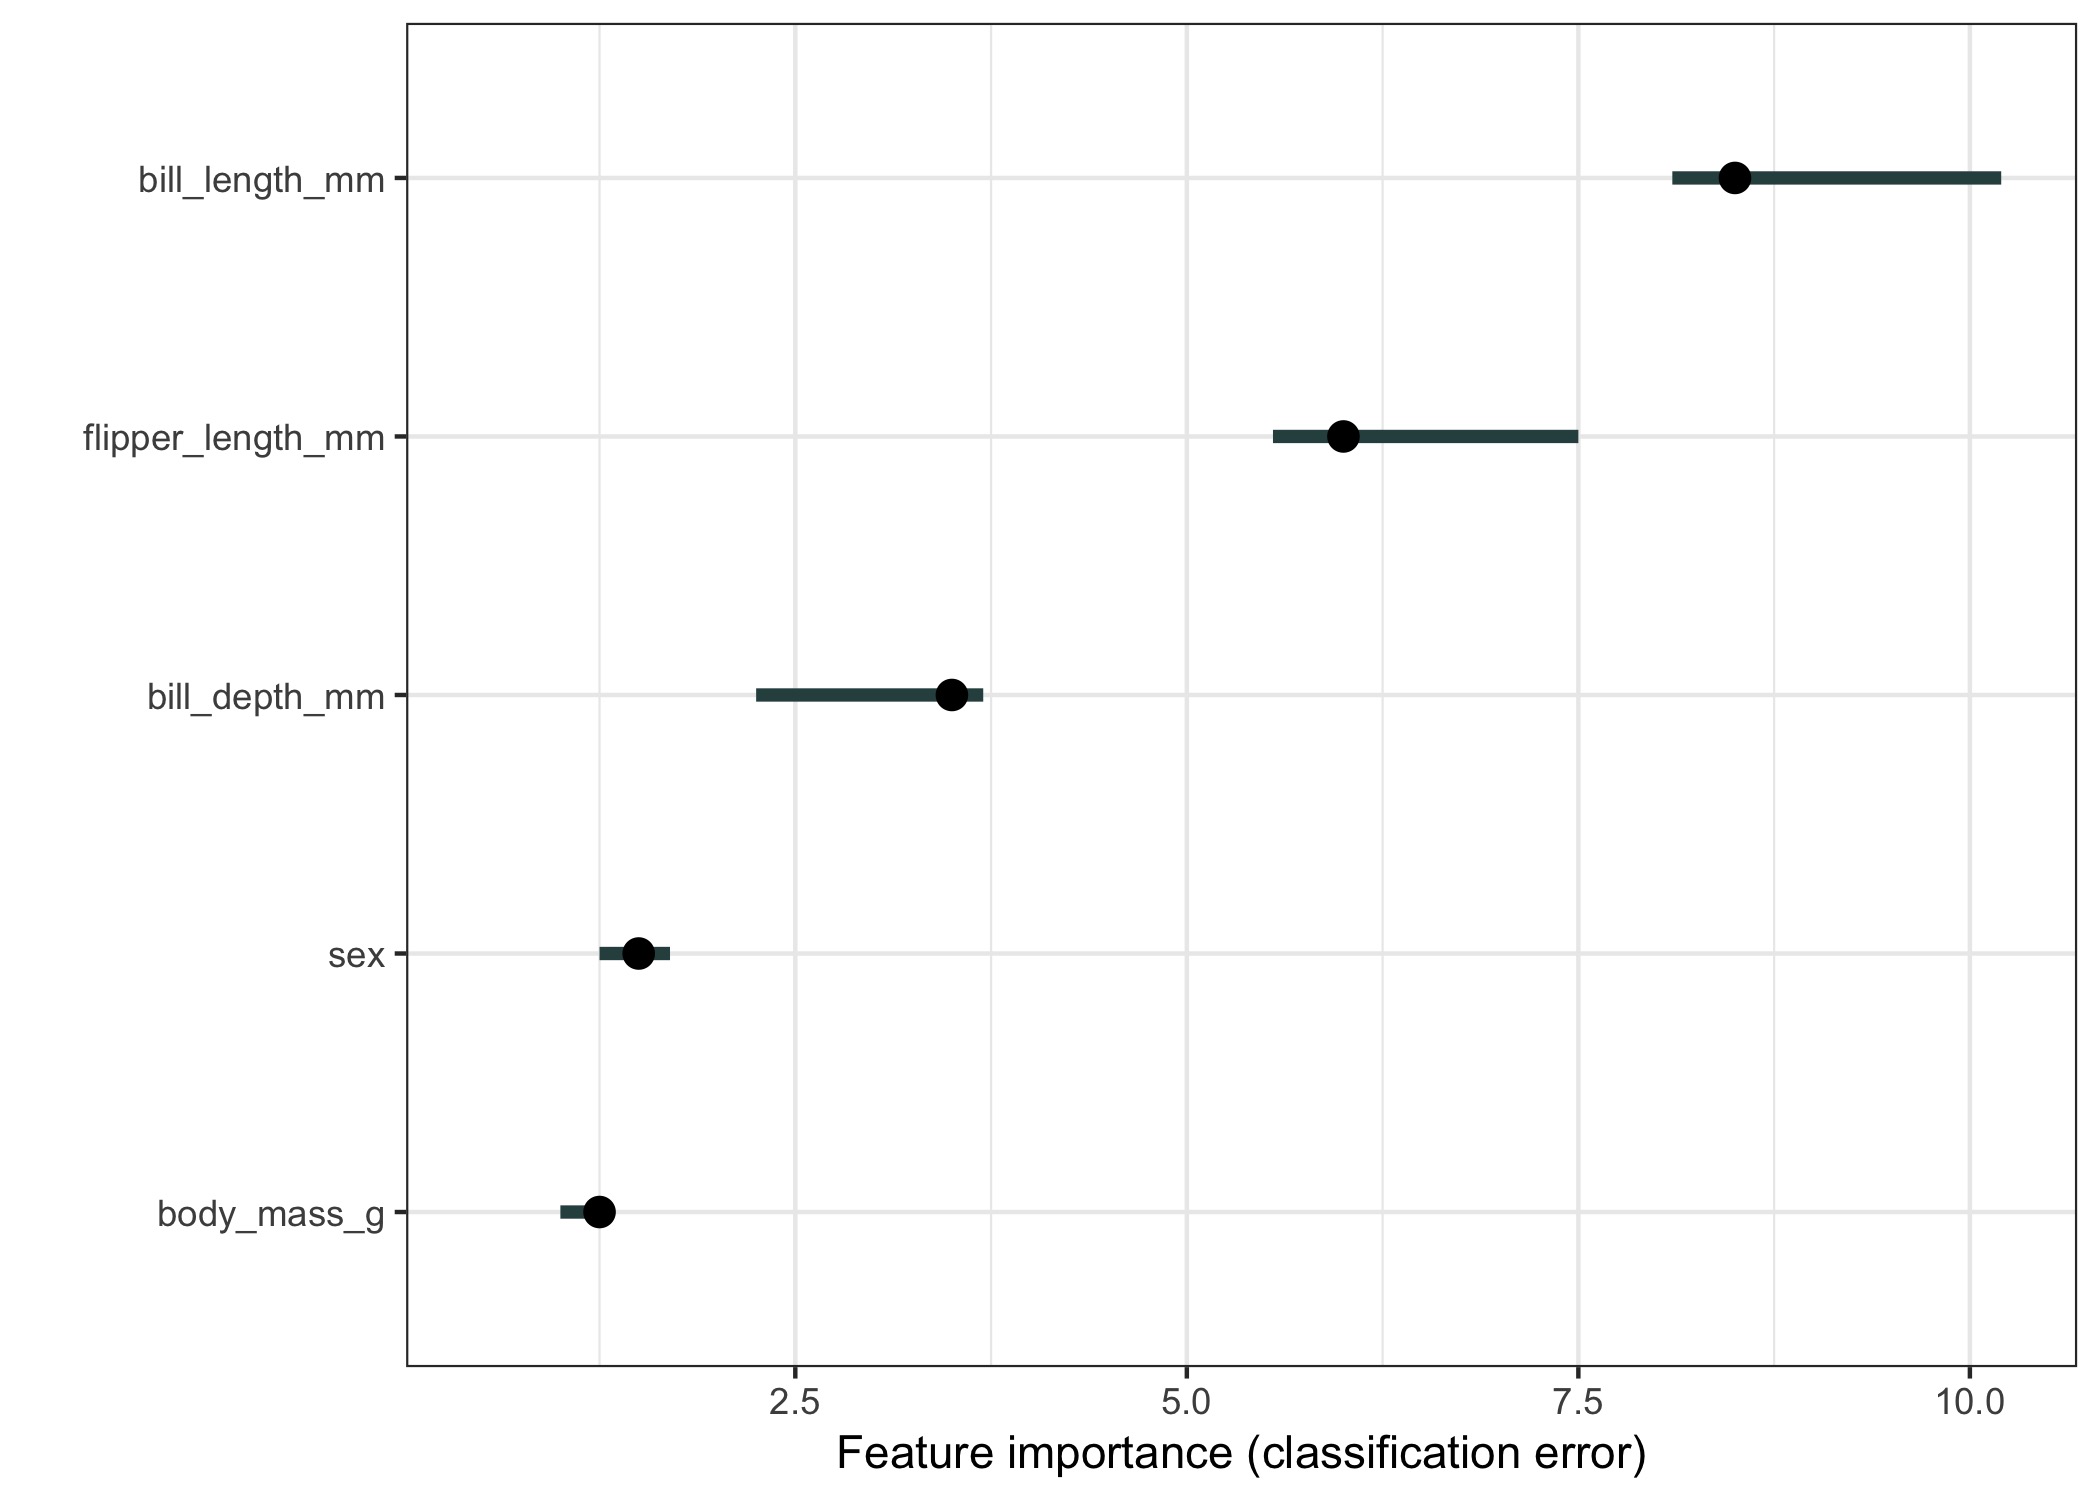 bill_length_mm
flipper_length_mm
bill_depth_mm
sex
body_mass_g
2.5 5.0 7.5 10.0
Feature importance (classification error)